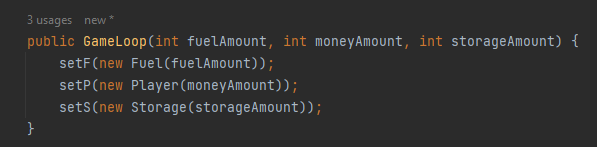 3 usages new *
public GameLoop(int fuelAmount, int moneyAmount, int storageAmount) {
    setF(new Fuel(fuelAmount));
    setP(new Player(moneyAmount));
    setS(new Storage(storageAmount));
}